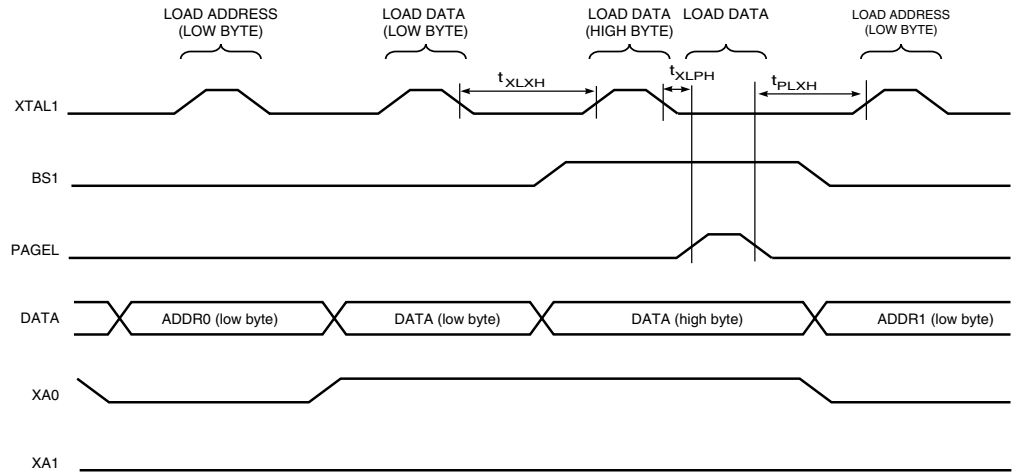 LOAD ADDRESS
(LOW BYTE)
LOAD DATA
(LOW BYTE)
LOAD DATA
(HIGH BYTE)
LOAD DATA
LOAD ADDRESS
(LOW BYTE)
XTAL1
tXLXH
tXLPH
tPLXH
BS1
PAGEL
DATA
ADDR0 (low byte)
DATA (low byte)
DATA (high byte)
ADDR1 (low byte)
XA0
XA1